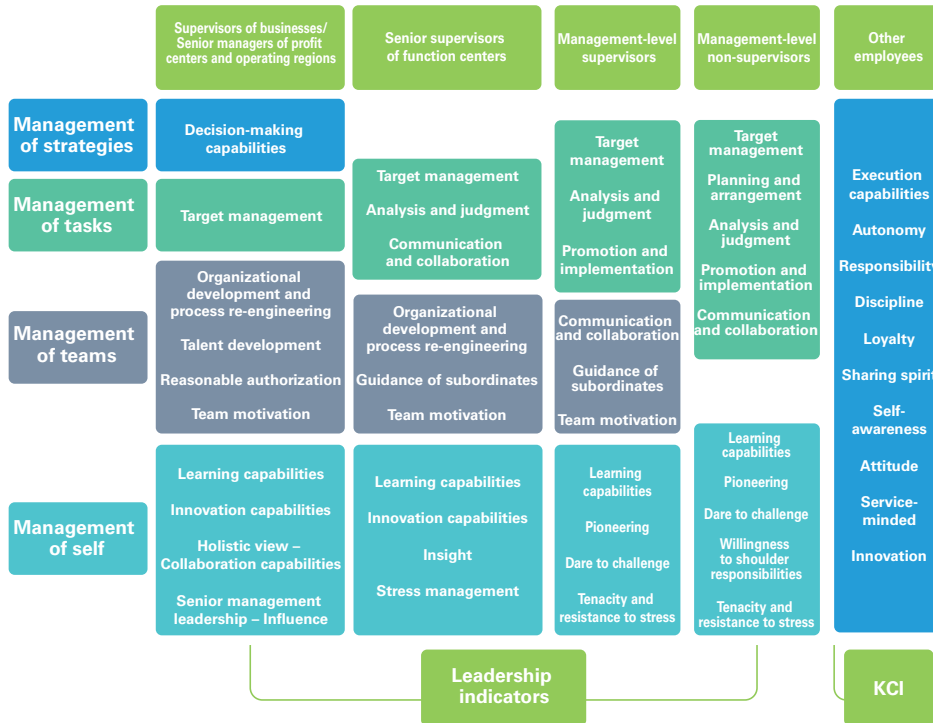 Supervisors of businesses/
Senior managers of profit
centers and operating regions
Senior supervisors
of function centers
Management-level
supervisors
Management-level
non-supervisors
Other
employees
Management
of strategies
Decision-making
capabilities
Management
of tasks
Target management
Target management
Analysis and judgment
Communication
and collaboration
Target
management
Analysis and
judgment
Promotion and
implementation
Target
management
Planning and
arrangement
Analysis and
judgment
Promotion and
implementation
Communication
and collaboration
Management
of teams
Organizational
development and
process re-engineering
Talent development
Reasonable authorization
Team motivation
Organizational
development and
process re-engineering
Guidance of subordinates
Team motivation
Communication
and collaboration
Guidance of
subordinates
Team motivation
Management
of self
Learning capabilities
Innovation capabilities
Holistic view –
Collaboration capabilities
Senior management
leadership – Influence
Learning capabilities
Innovation capabilities
Insight
Stress management
Learning
capabilities
Pioneering
Dare to challenge
Tenacity and
resistance to stress
Learning
capabilities
Pioneering
Dare to challenge
Willingness
to shoulder
responsibilities
Tenacity and
resistance to stress
Execution
capabilities
Autonomy
Responsibility
Discipline
Loyalty
Sharing spirit
Self-
awareness
Attitude
Service-
minded
Innovation
Leadership
indicators
KCI